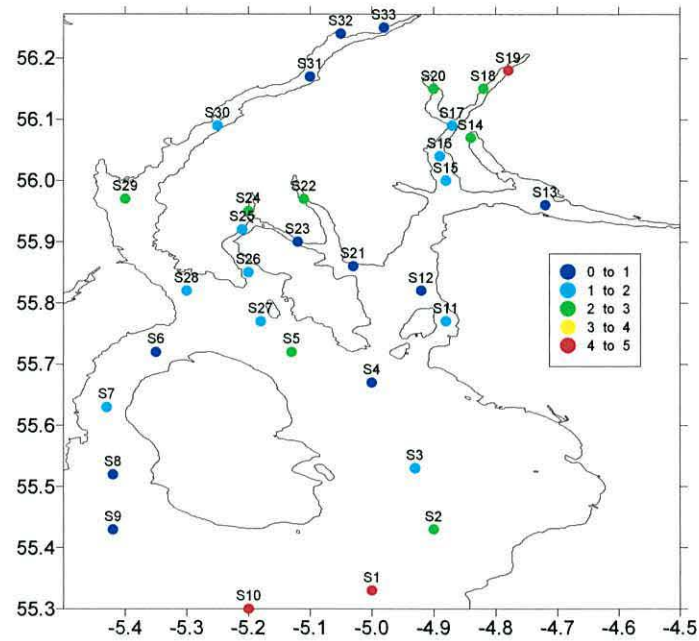 S32
S33
56.2
S31
S19
S20
S18
56.1
S30
S17
S14
S16
56.0
S29
S24
S22
S15
S13
S25
S23
55.9
S26
S21
55.8
S28
S27
S12
S11
0 to 1
1 to 2
2 to 3
3 to 4
4 to 5
55.7
S6
S5
S4
S7
55.6
S8
S3
55.5
S9
S2
55.4
S10
S1
55.3
-5.4 -5.3 -5.2 -5.1 -5.0 -4.9 -4.8 -4.7 -4.6 -4.5